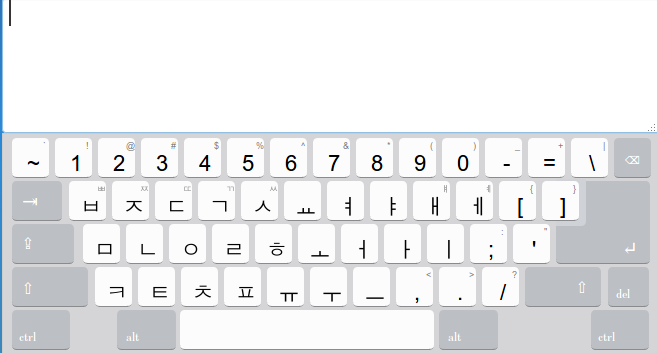 ` ! @ # $ % ^ & * ( ) _ + |
~ 1 2 3 4 5 6 7 8 9 0 - = \
ㅃ ㅉ ㄸ ㄲ ㅆ ㅒ ㅖ { }
ㅂ ㅈ ㄷ ㄱ ㅅ ㅛ ㅕ ㅑ ㅐ ㅔ [ ]
: "
ㅁ ㄴ ㅇ ㄹ ㅎ ㅗ ㅓ ㅏ ㅣ ; '
< > ?
ㅋ ㅌ ㅊ ㅍ ㅠ ㅜ ㅡ , . / del
ctrl alt alt ctrl